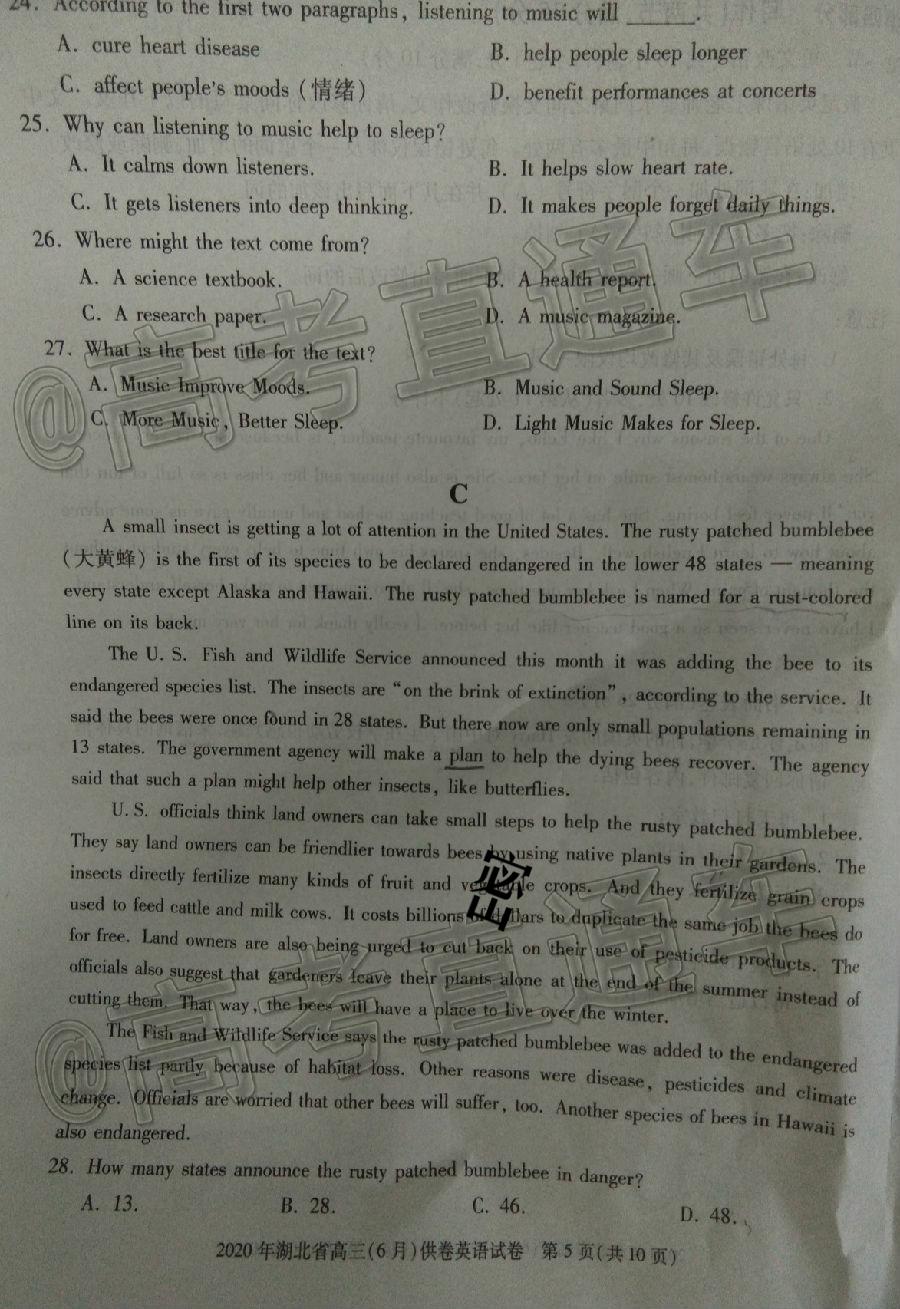 24. According to the first two paragraphs, listening to music will ______.
A. cure heart disease B. help people sleep longer
C. affect people's moods (情绪) D. benefit performances at concerts
25. Why can listening to music help to sleep?
A. It calms down listeners. B. It helps slow heart rate.
C. It gets listeners into deep thinking. D. It makes people forget daily things.
26. Where might the text come from?
A. A science textbook. B. A health report.
C. A research paper. D. A music magazine.
27. What is the best title for the text?
A. Music Improve Moods. B. Music and Sound Sleep.
C. More Music, Better Sleep. D. Light Music Makes for Sleep.
@高考直通车
C
A small insect is getting a lot of attention in the United States. The rusty patched bumblebee
(大黄蜂) is the first of its species to be declared endangered in the lower 48 states — meaning
every state except Alaska and Hawaii. The rusty patched bumblebee is named for a rust-colored
line on its back.
The U. S. Fish and Wildlife Service announced this month it was adding the bee to its
endangered species list. The insects are "on the brink of extinction", according to the service. It
said the bees were once found in 28 states. But there now are only small populations remaining in
13 states. The government agency will make a plan to help the dying bees recover. The agency
said that such a plan might help other insects, like butterflies.
U. S. officials think land owners can take small steps to help the rusty patched bumblebee.
They say land owners can be friendlier towards bees by using native plants in their gardens. The
insects directly fertilize many kinds of fruit and vegetable crops. And they fertilize grain crops
used to feed cattle and milk cows. It costs billions of dollars to duplicate the same job the bees do
for free. Land owners are also being urged to cut back on their use of pesticide products. The
officials also suggest that gardeners leave their plants alone at the end of the summer instead of
cutting them. That way, the bees will have a place to live over the winter.
The Fish and Wildlife Service says the rusty patched bumblebee was added to the endangered
species list partly because of habitat loss. Other reasons were disease, pesticides and climate
change. Officials are worried that other bees will suffer, too. Another species of bees in Hawaii is
also endangered.
密
@高考直通车
28. How many states announce the rusty patched bumblebee in danger?
A. 13. B. 28. C. 46. D. 48.
2020年湖北省高三(6月)供卷英语试卷 第5页(共10页)